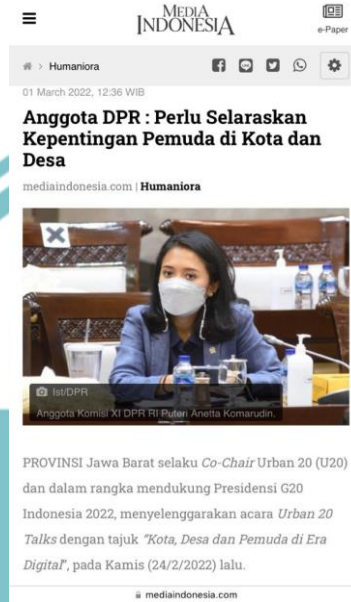 MEDIA
INDONESIA
e-Paper
> Humaniora
01 March 2022, 12:36 WIB
Anggota DPR : Perlu Selaraskan
Kepentingan Pemuda di Kota dan
Desa
mediaindonesia.com | Humaniora
Ist/DPR
Anggota Komisi XI DPR RI Puteri Anetta Komarudin.
PROVINSI Jawa Barat selaku Co-Chair Urban 20 (U20)
dan dalam rangka mendukung Presidensi G20
Indonesia 2022, menyelenggarakan acara Urban 20
Talks dengan tajuk "Kota, Desa dan Pemuda di Era
Digital", pada Kamis (24/2/2022) lalu.
mediaindonesia.com